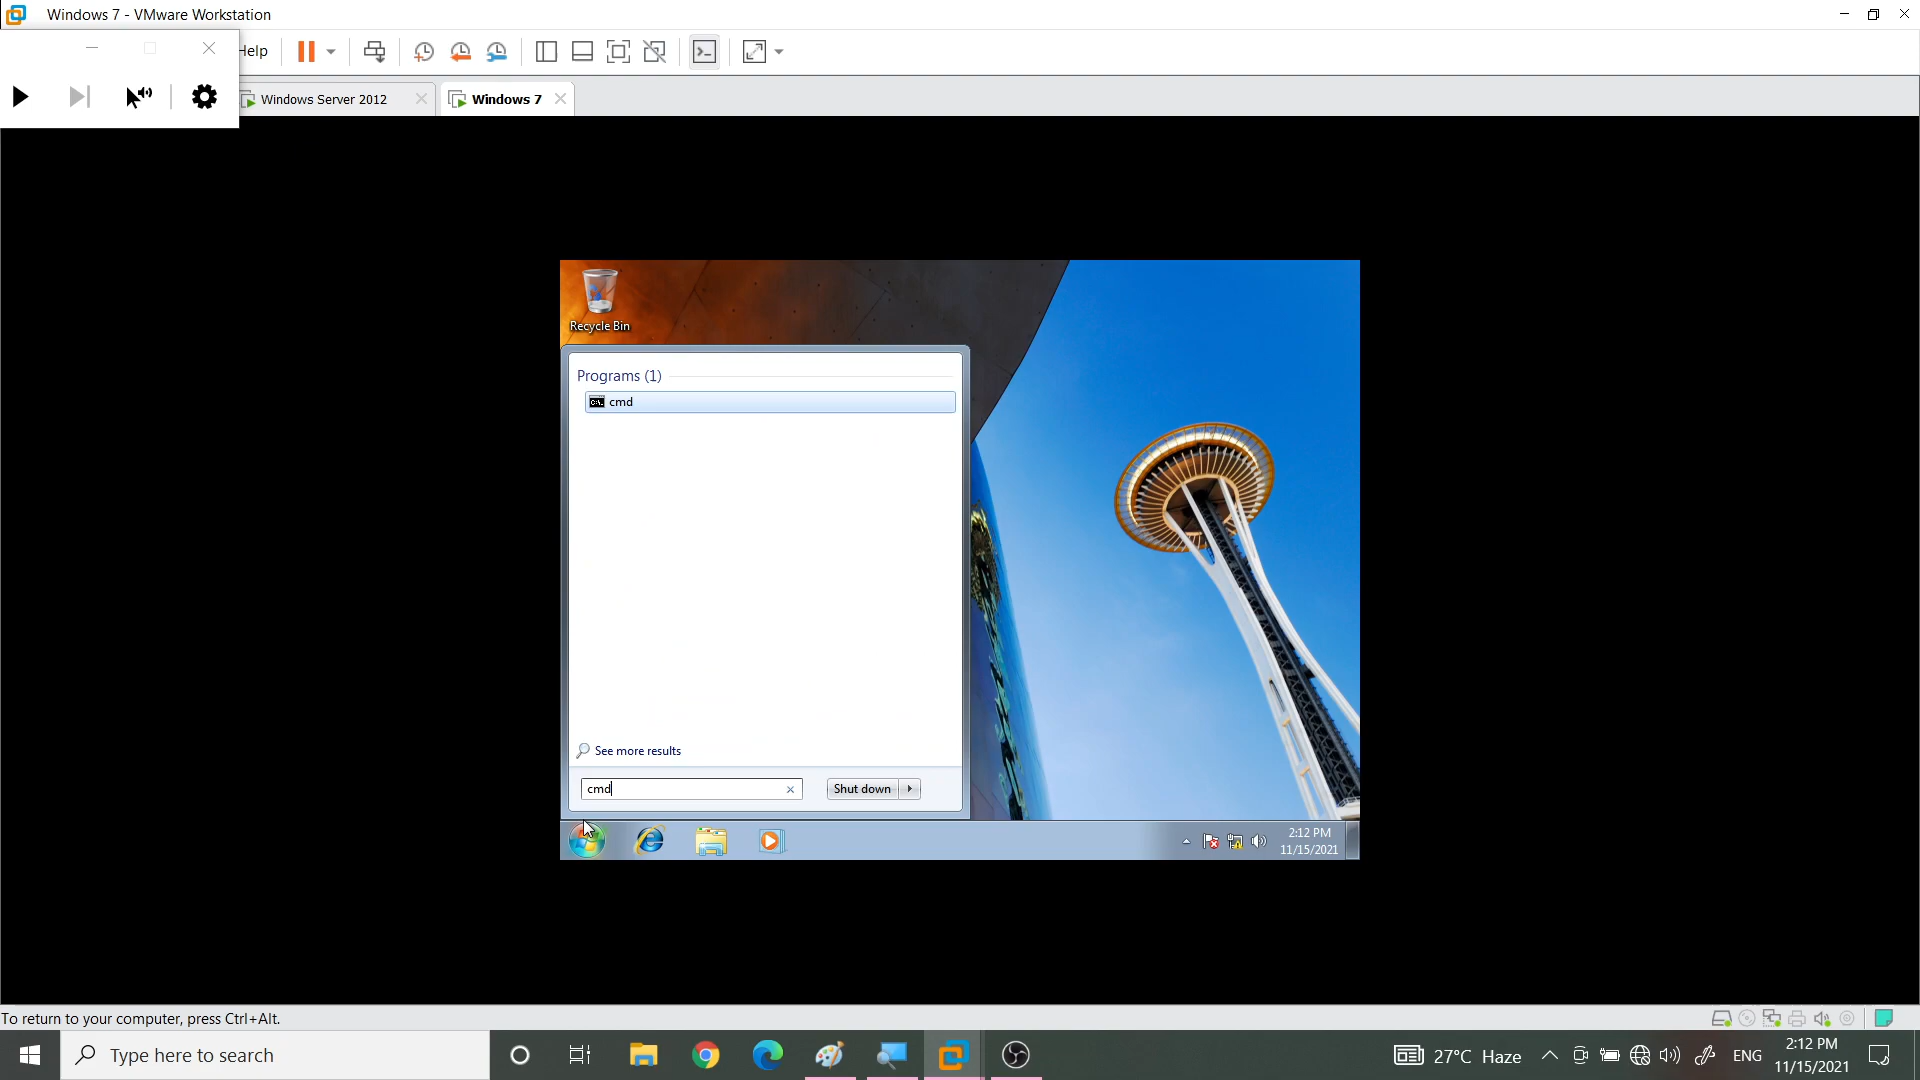 Windows 7 - VMware Workstation
Help
Windows Server 2012
Windows 7
Recycle Bin
Programs (1)
C:\.
cmd
See more results
cmd
Shut down
2:12 PM
11/15/2021
To return to your computer, press Ctrl+Alt.
Type here to search
27°C Haze
ENG
2:12 PM
11/15/2021